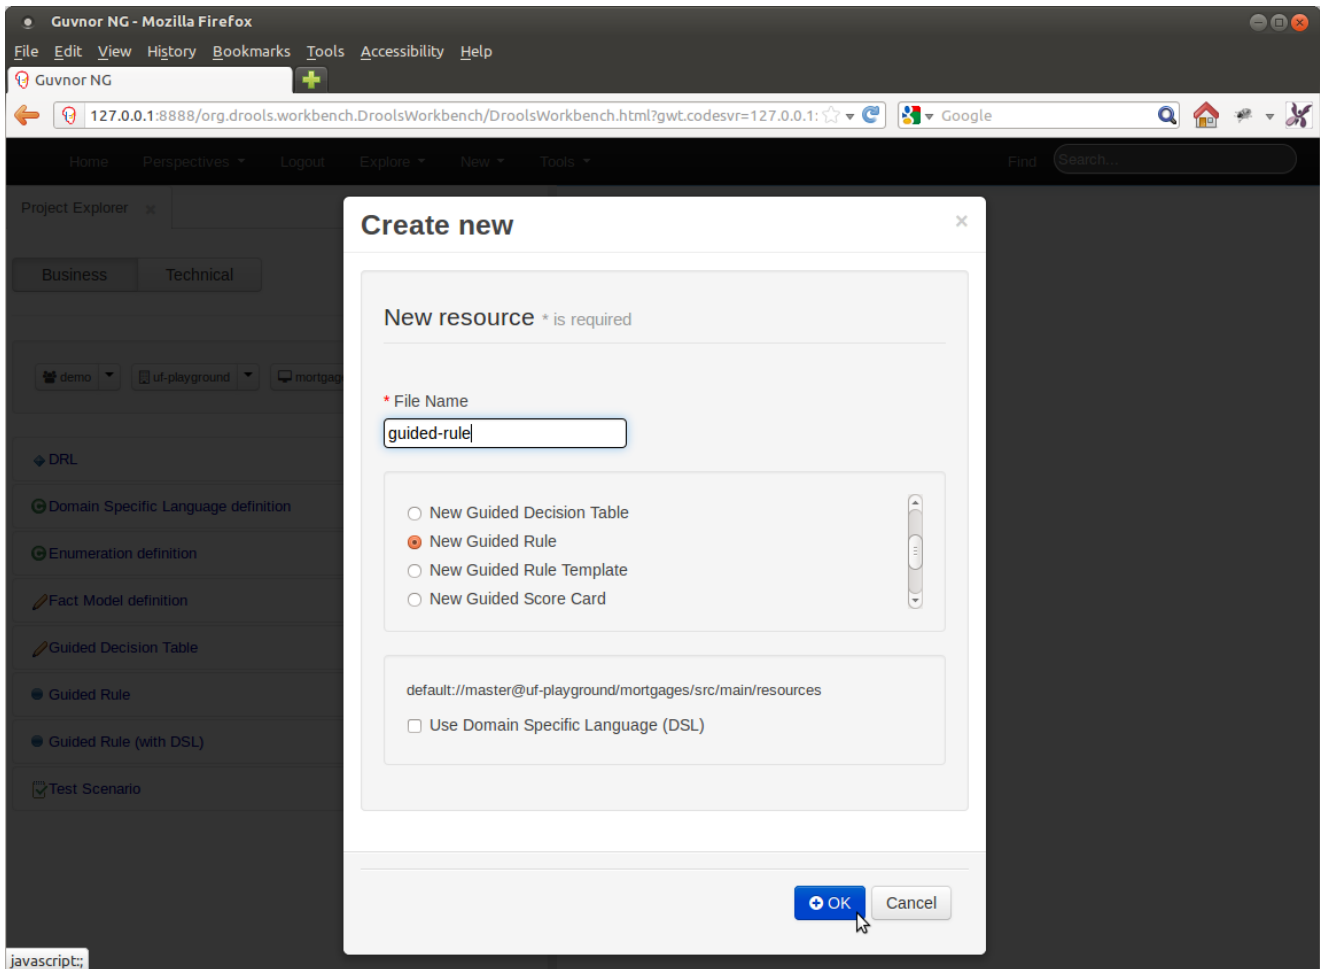 Guvnor NG - Mozilla Firefox
File Edit View History Bookmarks Tools Accessibility Help
Guvnor NG
127.0.0.1:8888/org.drools.workbench.DroolsWorkbench/DroolsWorkbench.html?gwt.codesvr=127.0.0.1: Google
Home Perspectives Logout Explore New Tools Find Search...
Project Explorer
Create new ×
Business Technical
New resource * is required
demo uf-playground mortgag
* File Name
guided-rule
DRL
Domain Specific Language definition
Enumeration definition
Fact Model definition
Guided Decision Table
Guided Rule
Guided Rule (with DSL)
Test Scenario
New Guided Decision Table
New Guided Rule
New Guided Rule Template
New Guided Score Card
default://master@uf-playground/mortgages/src/main/resources
Use Domain Specific Language (DSL)
OK Cancel
javascript:;